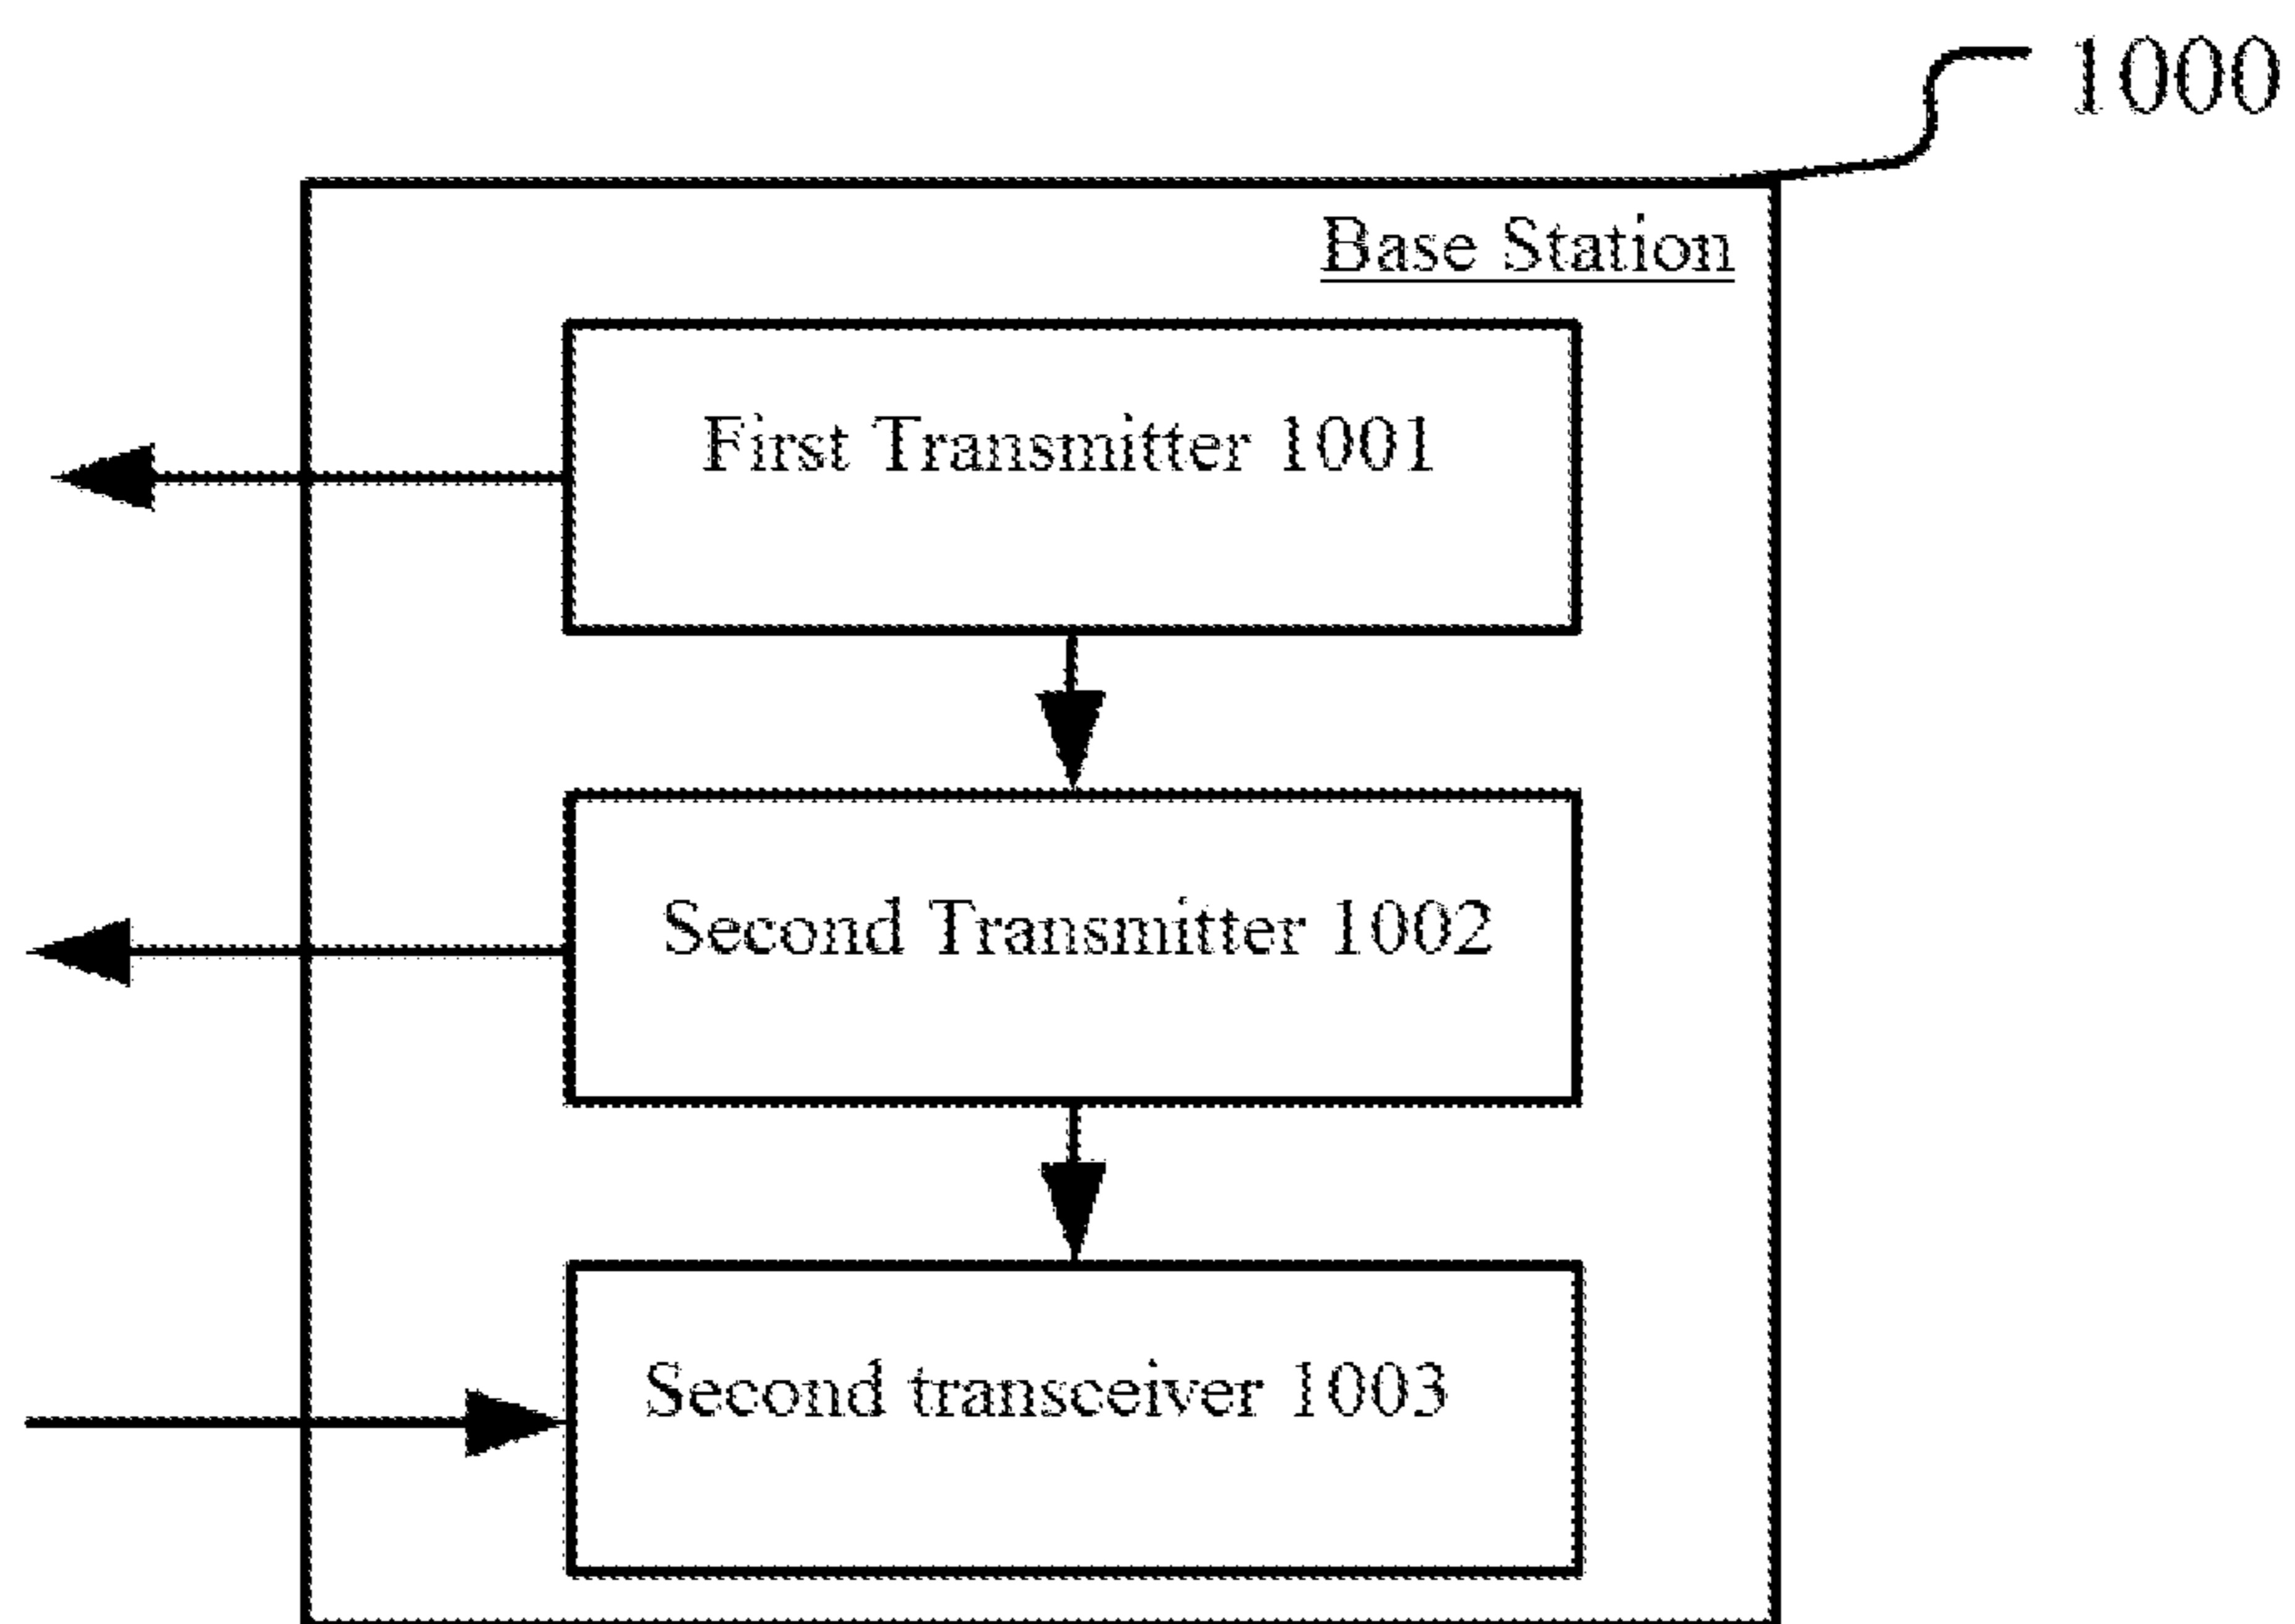 1000
Base Station
First Transmitter 1001
Second Transmitter 1002
Second transceiver 1003